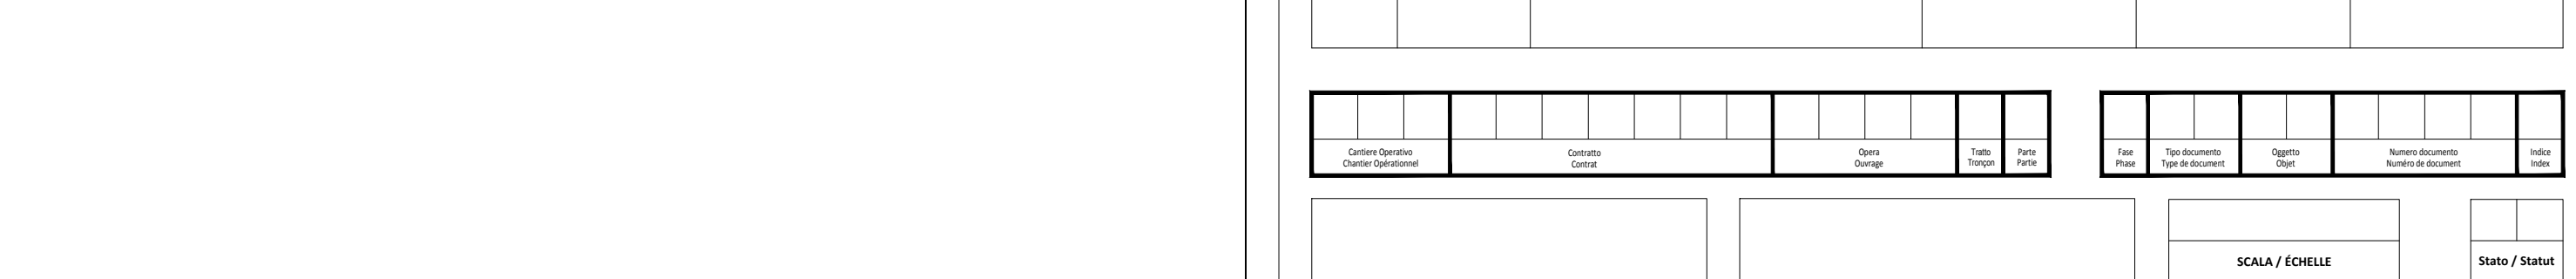 Cantiere Operativo
Chantier Opérationnel
Contratto
Contrat
Opera
Ouvrage
Tratto
Tronçon
Parte
Partie
Fase
Phase
Tipo documento
Type de document
Oggetto
Objet
Numero documento
Numéro de document
Indice
Index
SCALA / ÉCHELLE
Stato / Statut